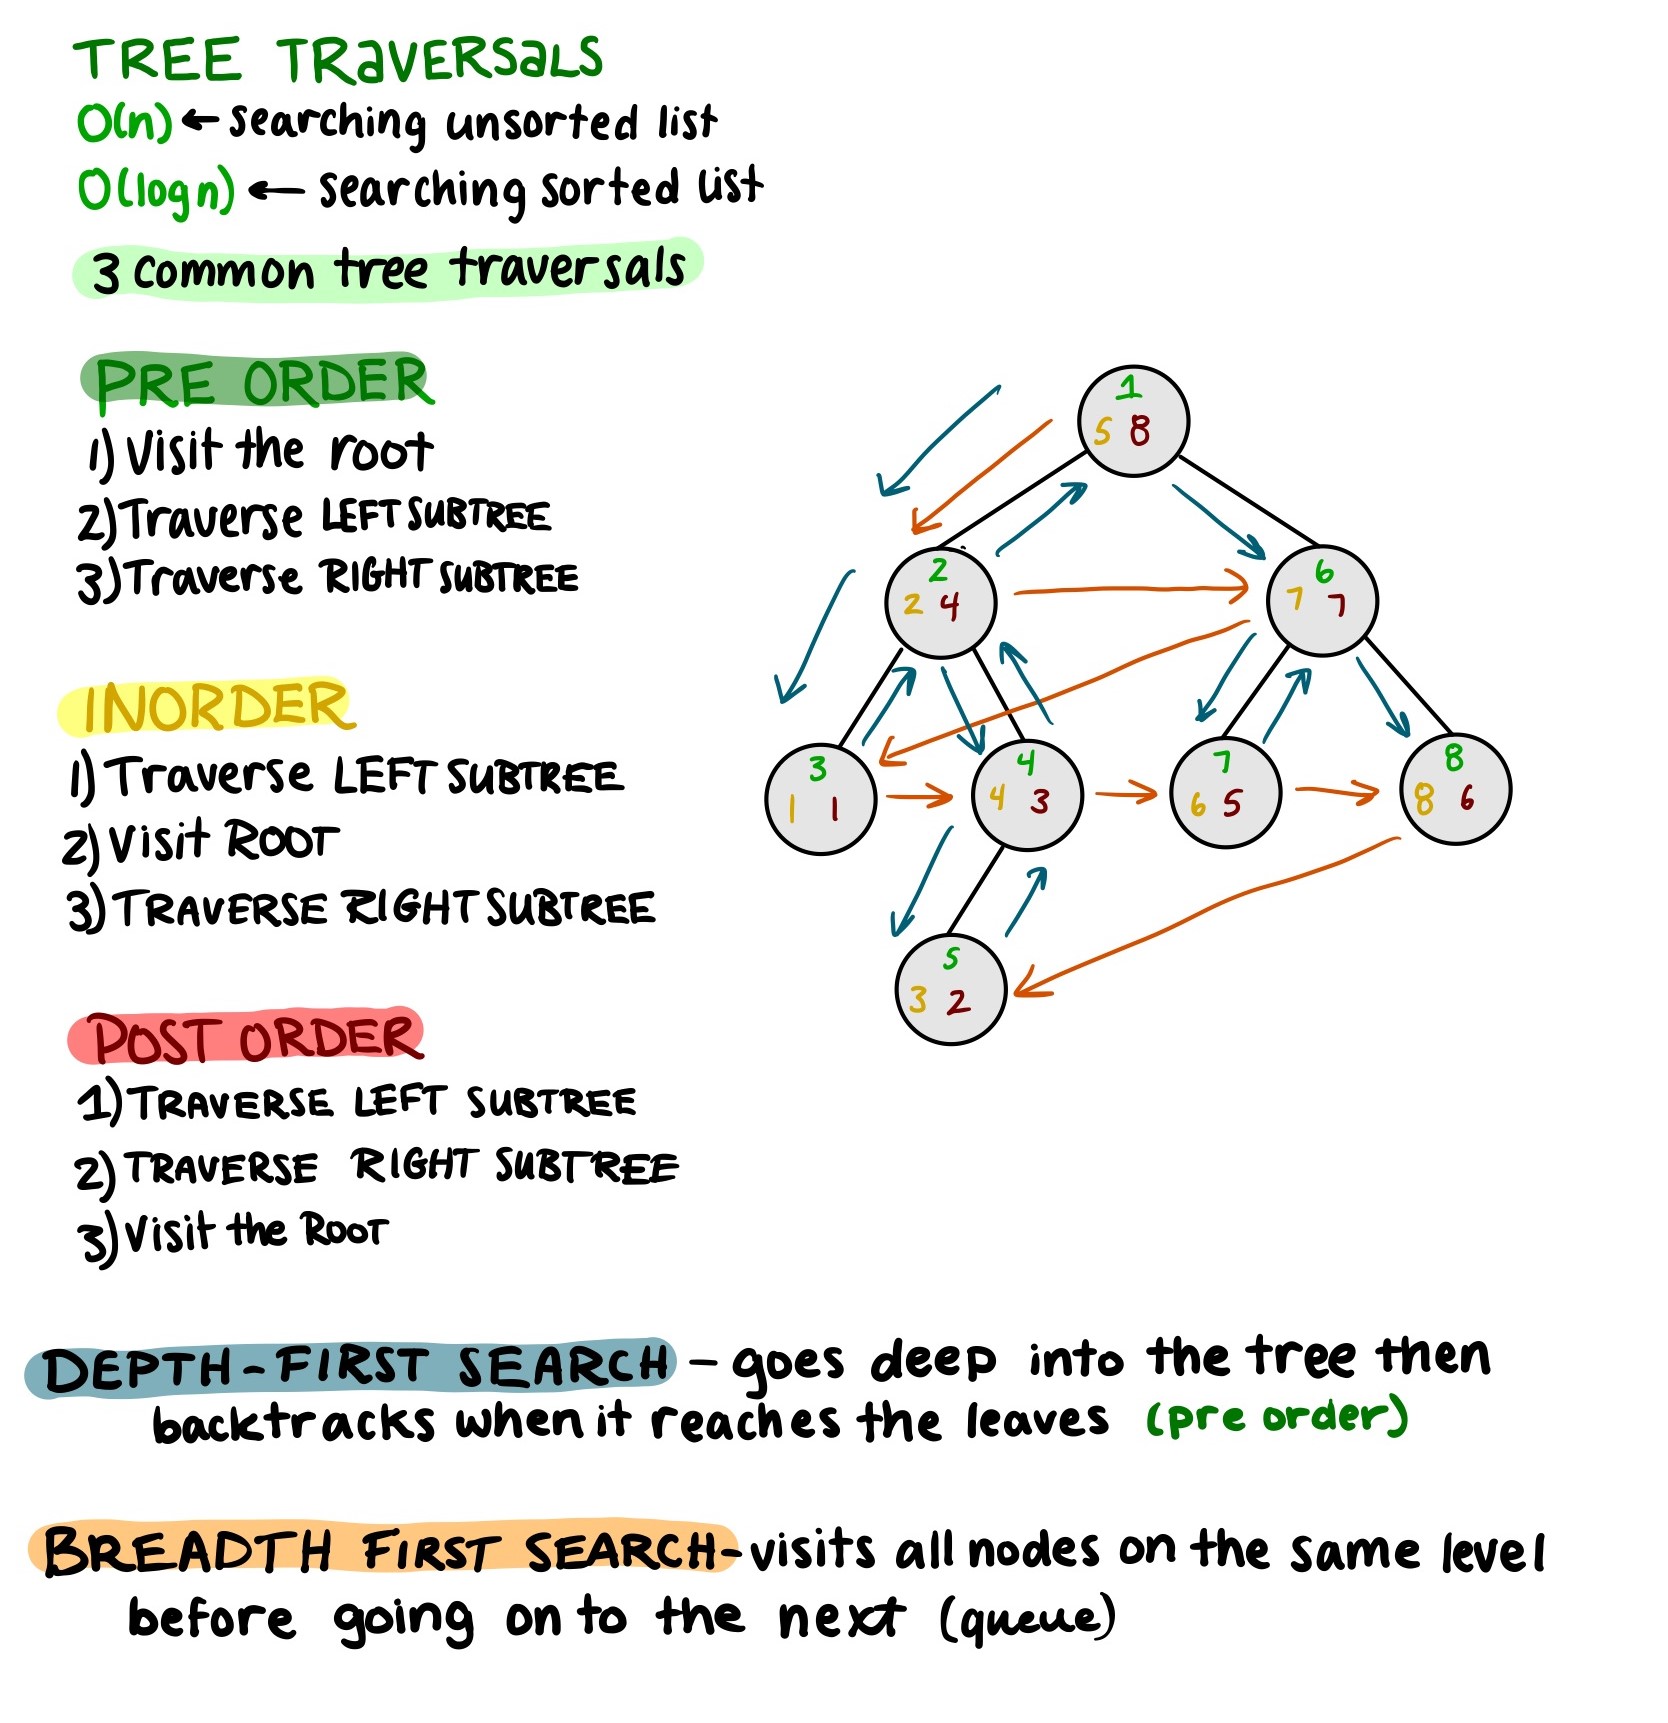 TREE TRaVERSaLS
O(n) ← searching unsorted list
O(log n) ← searching sorted list
3 common tree traversals
PRE ORDER
1) Visit the root
2) Traverse LEFT SUBTREE
3) Traverse RIGHT SUBTREE
INORDER
1) Traverse LEFT SUBTREE
2) Visit ROOT
3) TRAVERSE RIGHT SUBTREE
POST ORDER
1) TRAVERSE LEFT SUBTREE
2) TRAVERSE RIGHT SUBTREE
3) Visit the ROOT
1
5 8
2
2 4
6
7 7
3
1 1
4
4 3
7
6 5
8
8 6
5
3 2
DEPTH-FIRST SEARCH – goes deep into the tree then
backtracks when it reaches the leaves (pre order)
BREADTH FIRST SEARCH - visits all nodes on the same level
before going on to the next (queue)